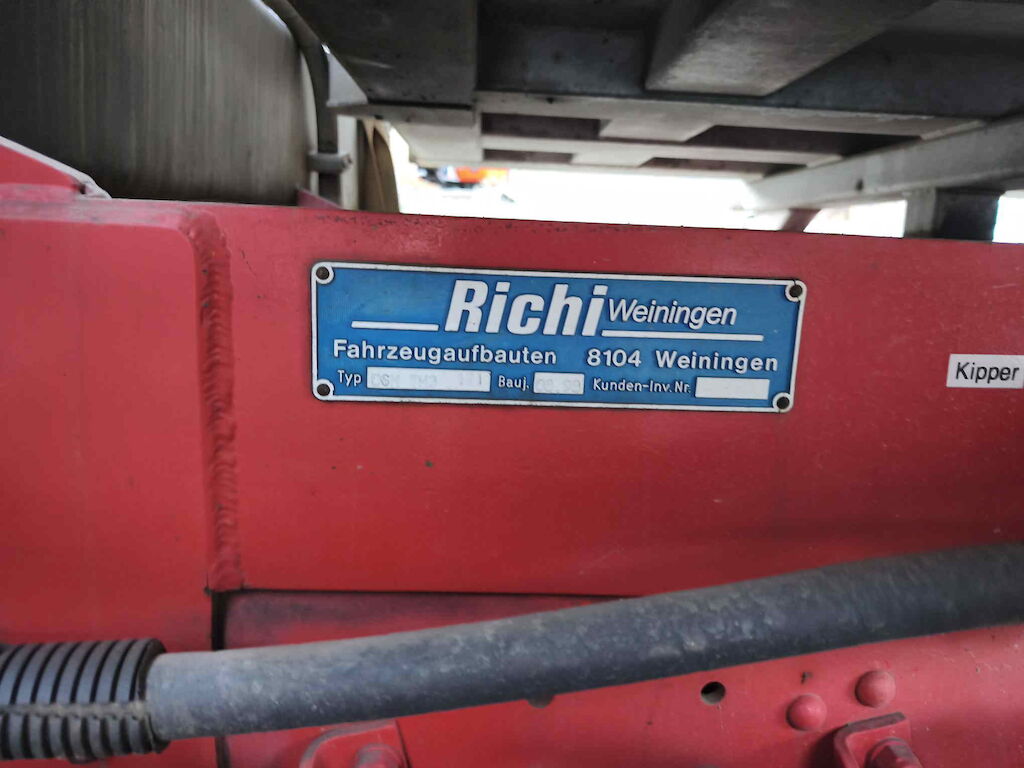 Richi Weiningen
Fahrzeugaufbauten 8104 Weiningen
Typ Bauj. Kunden-Inv. Nr.
Kipper